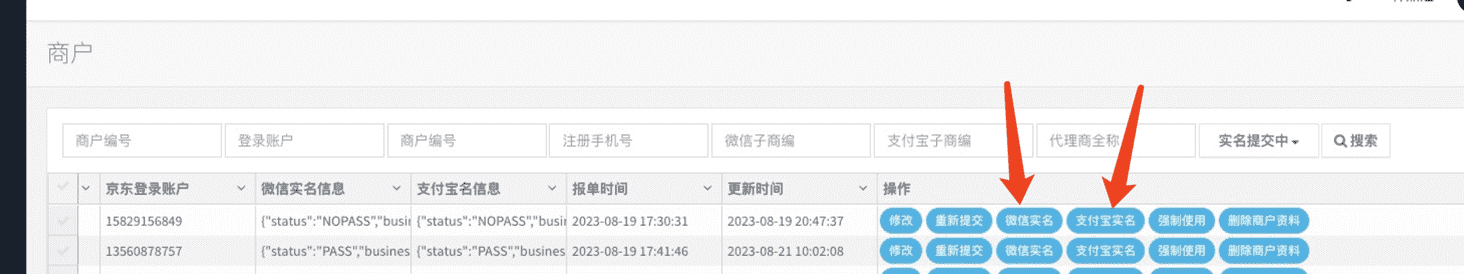 商户
商户编号 登录账户 商户编号 注册手机号 微信子商编 支付宝子商编 代理商全称 实名提交中 搜索
京东登录账户 微信实名信息 支付宝名信息 报单时间 更新时间 操作
15829156849 {"status":"NOPASS","busin {"status":"NOPASS","busin 2023-08-19 17:30:31 2023-08-19 20:47:37 修改 重新提交 微信实名 支付宝实名 强制使用 删除商户资料
13560878757 {"status":"PASS","business {"status":"PASS","business 2023-08-19 17:41:46 2023-08-21 10:02:08 修改 重新提交 微信实名 支付宝实名 强制使用 删除商户资料